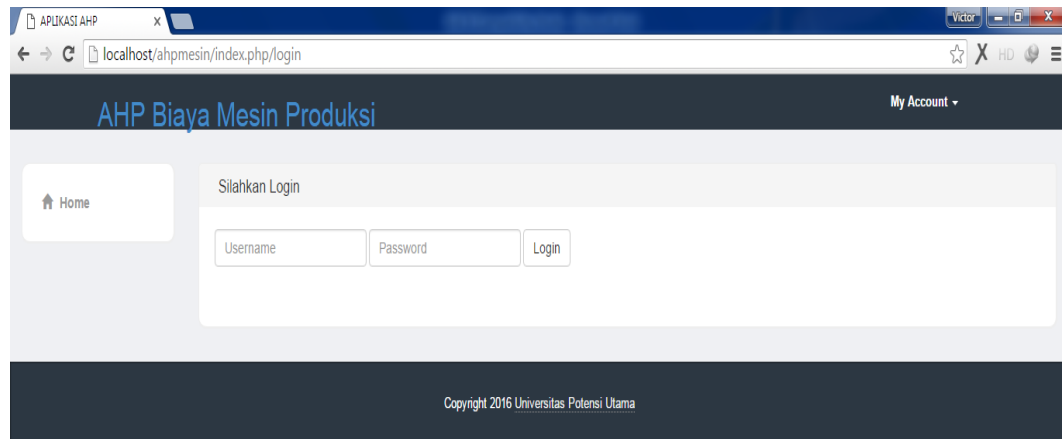 APLIKASI AHP
Victor
localhost/ahpmesin/index.php/login
HD
AHP Biaya Mesin Produksi
My Account
Home
Silahkan Login
Username Password Login
Copyright 2016 Universitas Potensi Utama